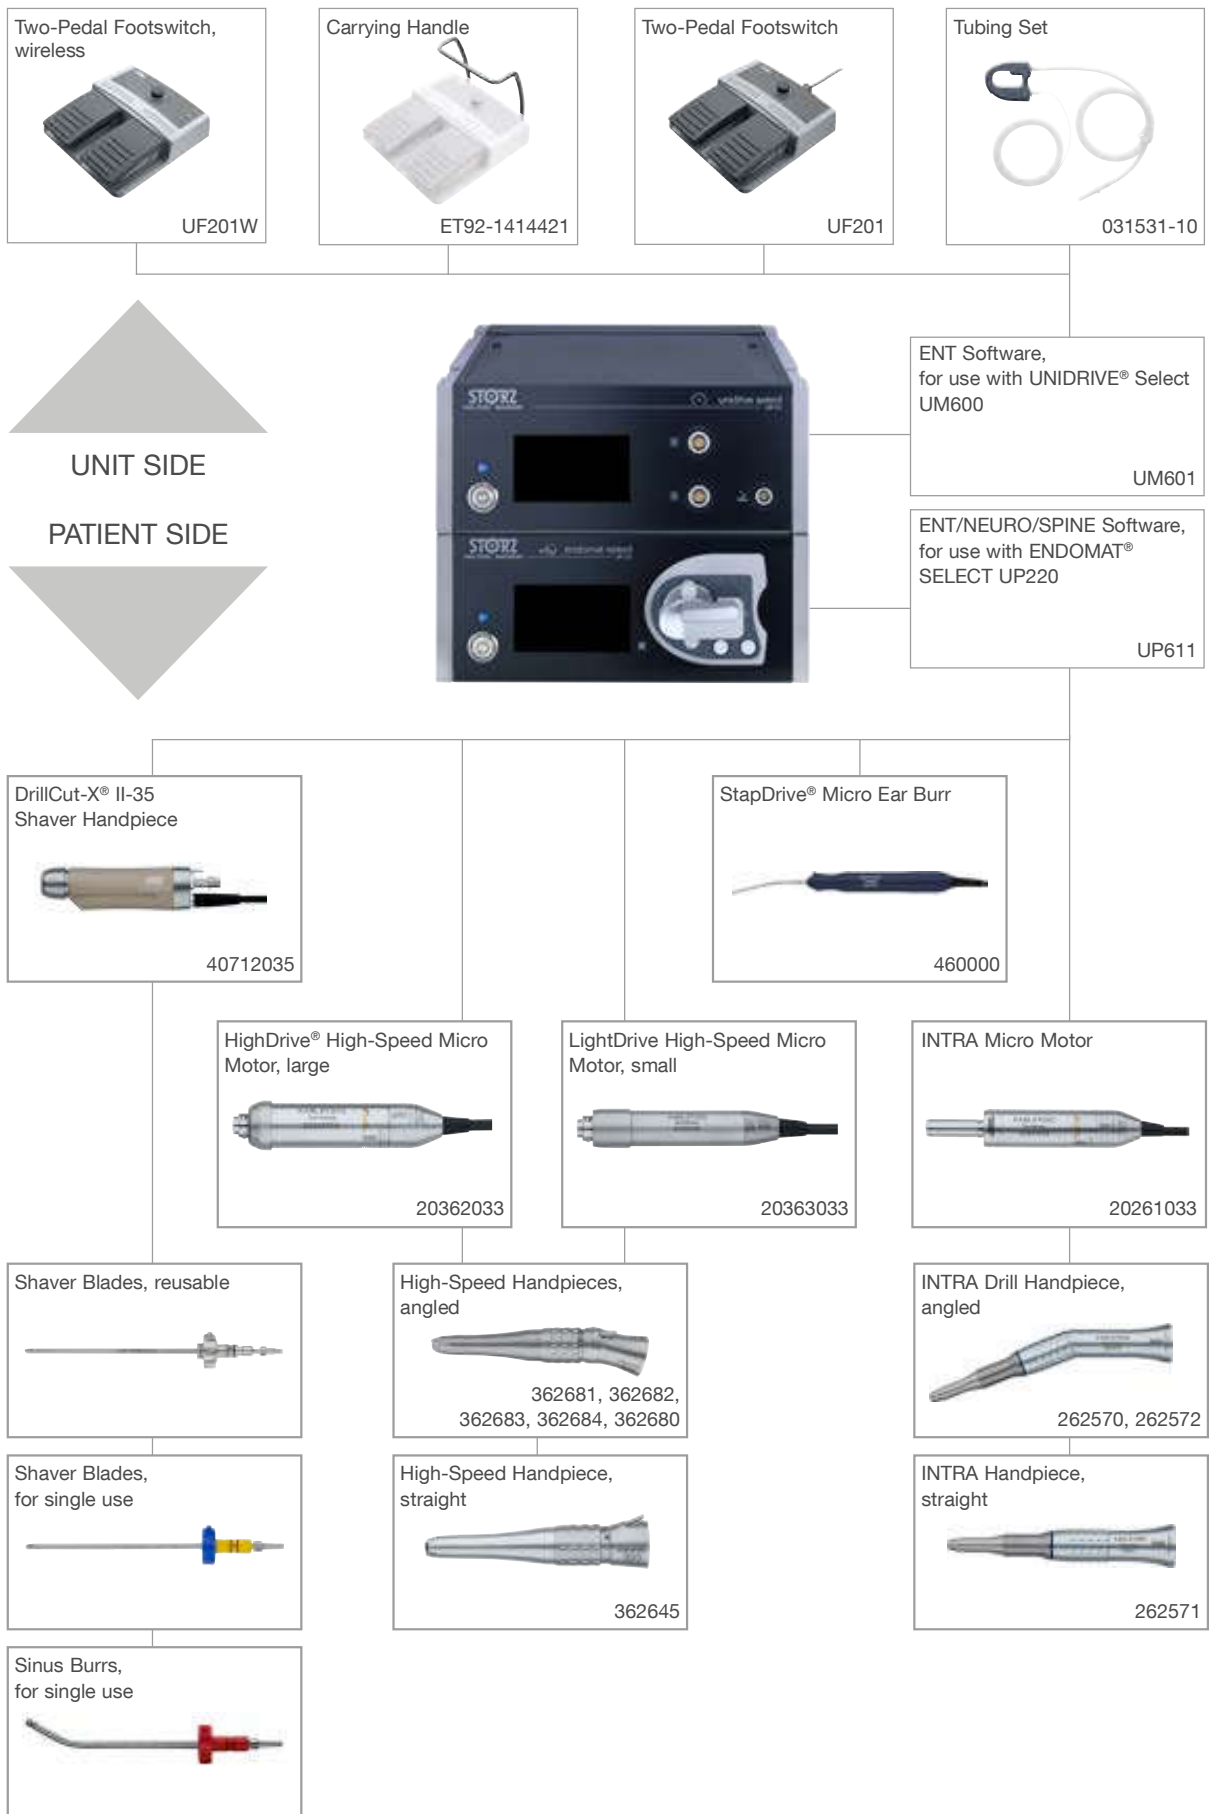 Two-Pedal Footswitch,
wireless
UF201W
Carrying Handle
ET92-1414421
Two-Pedal Footswitch
UF201
Tubing Set
031531-10
UNIT SIDE
PATIENT SIDE
STORZ
unidrive select
STORZ
endomat select
ENT Software,
for use with UNIDRIVE® Select
UM600
UM601
ENT/NEURO/SPINE Software,
for use with ENDOMAT®
SELECT UP220
UP611
DrillCut-X® II-35
Shaver Handpiece
40712035
StapDrive® Micro Ear Burr
460000
HighDrive® High-Speed Micro
Motor, large
20362033
LightDrive High-Speed Micro
Motor, small
20363033
INTRA Micro Motor
20261033
Shaver Blades, reusable
High-Speed Handpieces,
angled
362681, 362682,
362683, 362684, 362680
INTRA Drill Handpiece,
angled
262570, 262572
Shaver Blades,
for single use
High-Speed Handpiece,
straight
362645
INTRA Handpiece,
straight
262571
Sinus Burrs,
for single use